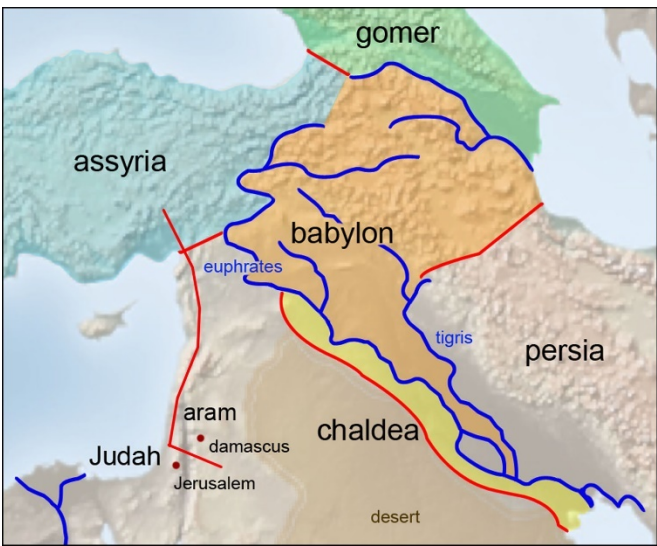 gomer
assyria
babylon
euphrates
tigris
persia
aram
chaldea
damascus
Judah
Jerusalem
desert